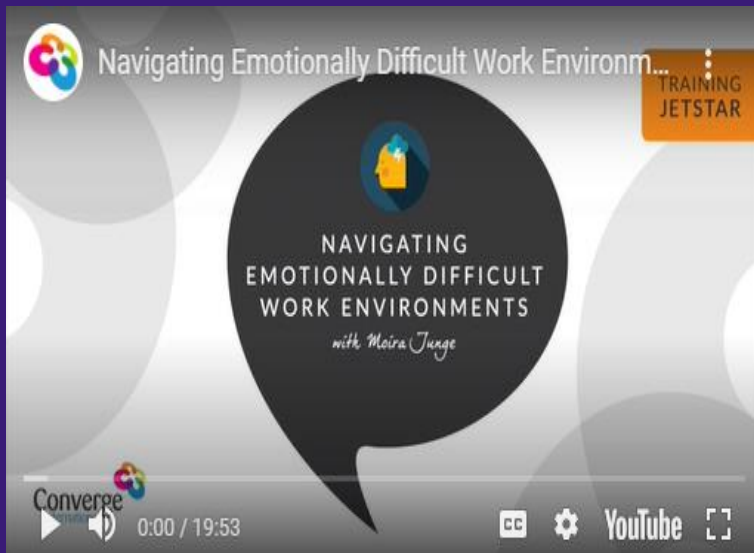 Navigating Emotionally Difficult Work Environm...
TRAINING
JETSTAR
NAVIGATING
EMOTIONALLY DIFFICULT
WORK ENVIRONMENTS
with Moira Junge
Converge
0:00 / 19:53
CC
YouTube